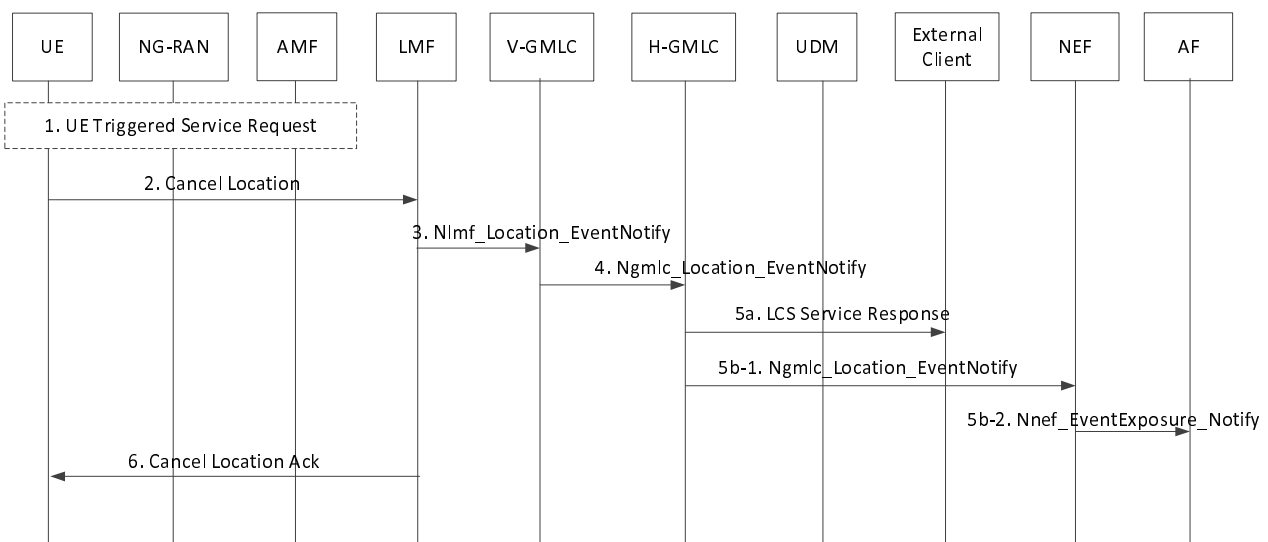 UE
NG-RAN
AMF
LMF
V-GMLC
H-GMLC
UDM
External
Client
NEF
AF
1. UE Triggered Service Request
2. Cancel Location
3. Nlmf_Location_EventNotify
4. Ngmlc_Location_EventNotify
5a. LCS Service Response
5b-1. Ngmlc_Location_EventNotify
5b-2. Nnef_EventExposure_Notify
6. Cancel Location Ack